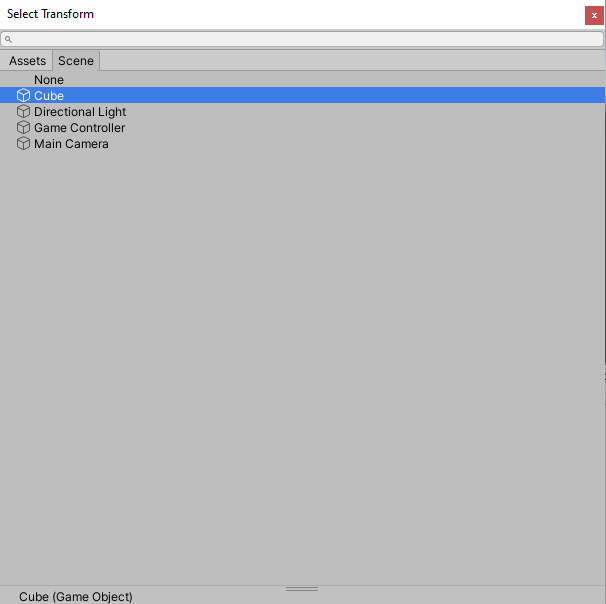 Select Transform
x
Assets Scene
None
Cube
Directional Light
Game Controller
Main Camera
Cube (Game Object)